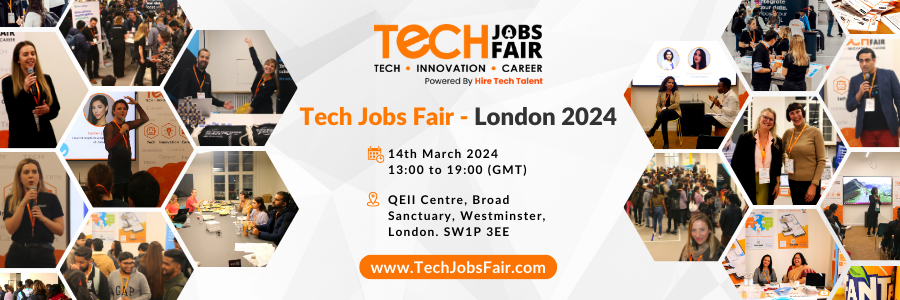 TECH JOBS FAIR
TECH • INNOVATION • CAREER
Powered By Hire Tech Talent
Tech Jobs Fair - London 2024
14th March 2024
13:00 to 19:00 (GMT)
QEII Centre, Broad
Sanctuary, Westminster,
London. SW1P 3EE
www.TechJobsFair.com
GAP